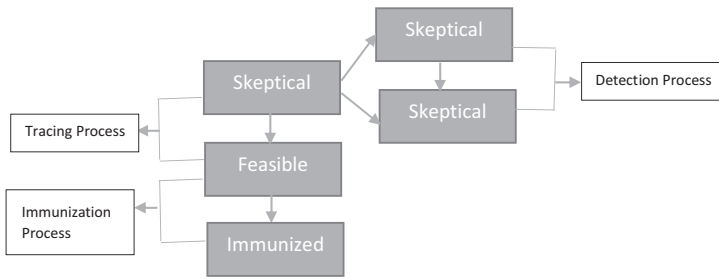 Skeptical
Skeptical
Detection Process
Skeptical
Tracing Process
Feasible
Immunization
Process
Immunized